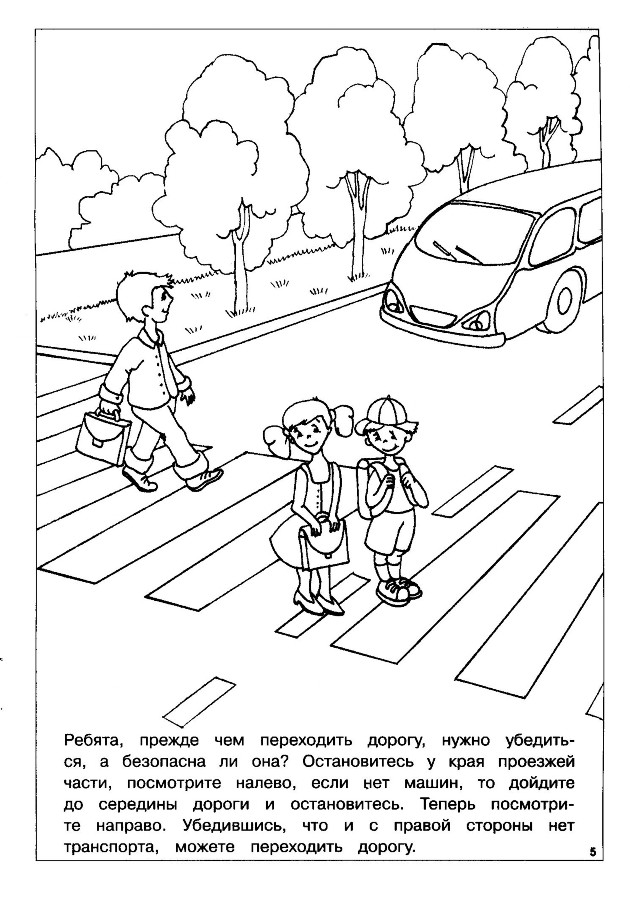 Ребята, прежде чем переходить дорогу, нужно убедить-
ся, а безопасна ли она? Остановитесь у края проезжей
части, посмотрите налево, если нет машин, то дойдите
до середины дороги и остановитесь. Теперь посмотри-
те направо. Убедившись, что и с правой стороны нет
транспорта, можете переходить дорогу.
5